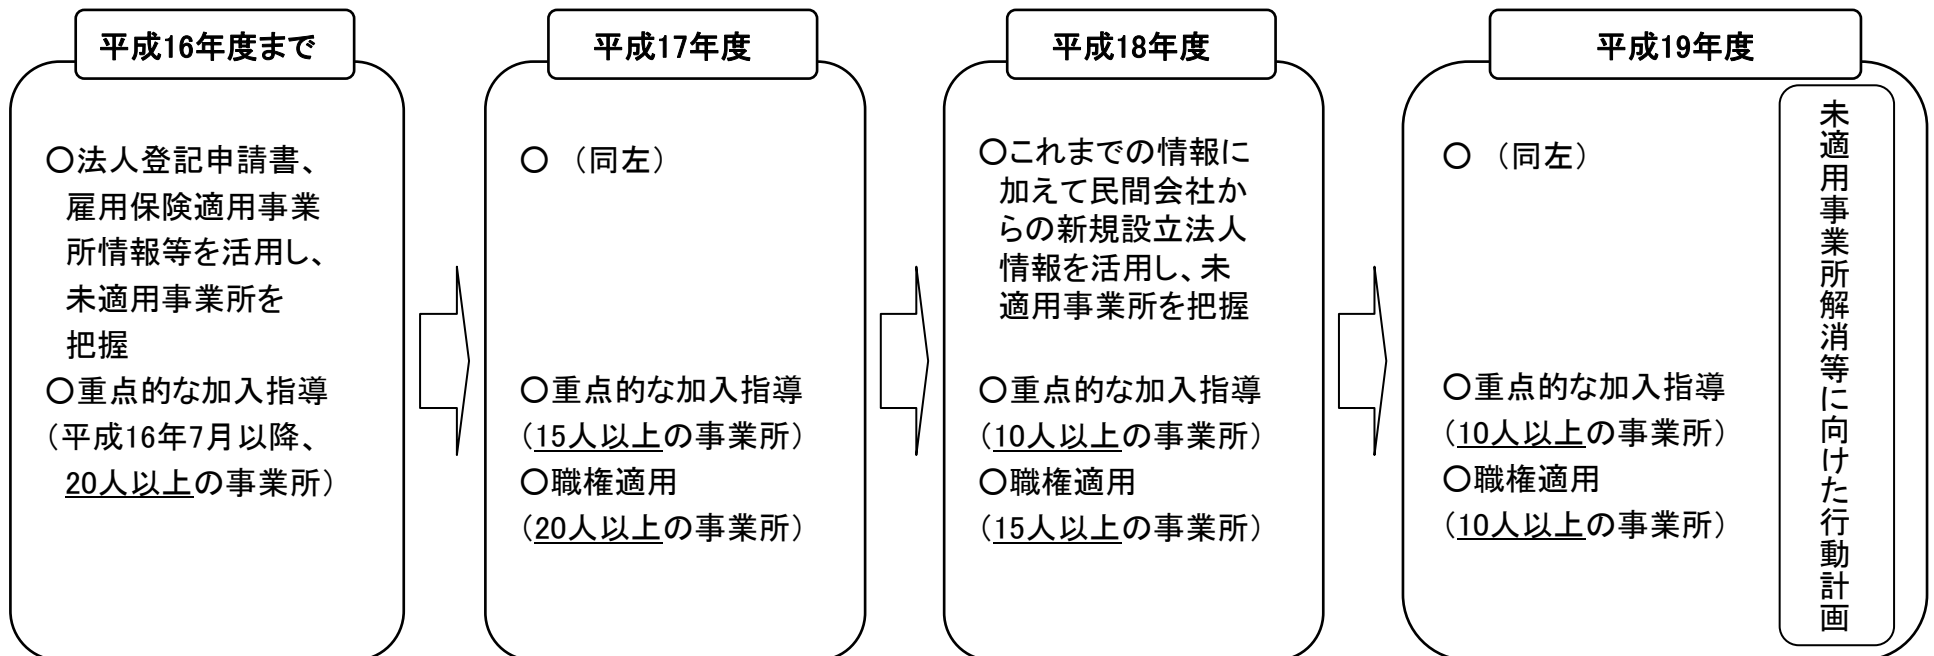 平成16年度まで
〇法人登記申請書、
雇用保険適用事業
所情報等を活用し、
未適用事業所を
把握
〇重点的な加入指導
（平成16年7月以降、
20人以上の事業所）
平成17年度
〇 （同左）
〇重点的な加入指導
（15人以上の事業所）
〇職権適用
（20人以上の事業所）
平成18年度
〇これまでの情報に
加えて民間会社か
らの新規設立法人
情報を活用し、未
適用事業所を把握
〇重点的な加入指導
（10人以上の事業所）
〇職権適用
（15人以上の事業所）
平成19年度
〇 （同左）
〇重点的な加入指導
（10人以上の事業所）
〇職権適用
（10人以上の事業所）
未適用事業所解消等に向けた行動計画